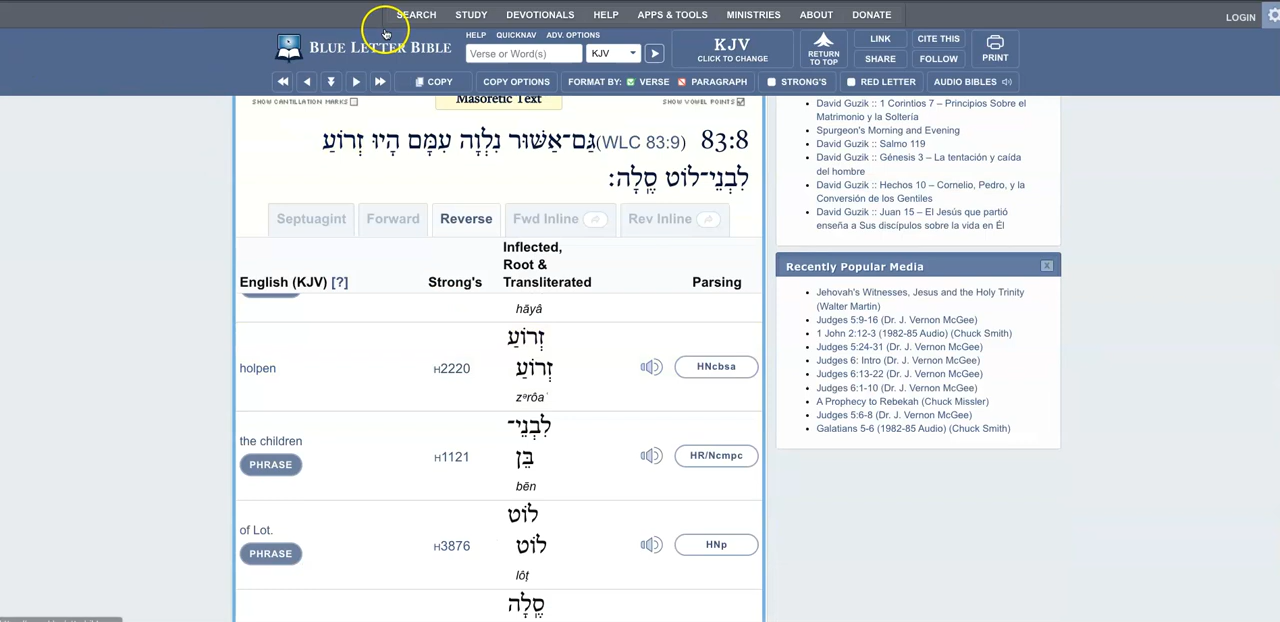 SEARCH STUDY DEVOTIONALS HELP APPS & TOOLS MINISTRIES ABOUT DONATE LOGIN
BLUE LETTER BIBLE
HELP QUICKNAV ADV. OPTIONS
Verse or Word(s) KJV
KJV
CLICK TO CHANGE
RETURN
TO TOP
LINK CITE THIS
SHARE FOLLOW
PRINT
COPY COPY OPTIONS FORMAT BY: VERSE PARAGRAPH STRONG'S RED LETTER AUDIO BIBLES
SHOW CANTILLATION MARKS Masoretic Text SHOW VOWEL POINTS
83:8 (WLC 83:9) גַּם־אַשּׁוּר נִלְוָה עִמָּם הָיוּ זְרוֹעַ
לִבְנֵי־לוֹט סֶלָה׃
Septuagint Forward Reverse Fwd Inline Rev Inline
English (KJV) [?] Strong's Inflected,
Root &
Transliterated Parsing
hāyâ
זְרוֹעַ
holpen H2220 זְרוֹעַ HNcbsa
zᵊrôaʿ
לִבְנֵי־
the children
PHRASE H1121 בֵּן HR/Ncmpc
bēn
לוֹט
of Lot.
PHRASE H3876 לוֹט HNp
lôṭ
סֶלָה
David Guzik :: 1 Corintios 7 – Principios Sobre el
Matrimonio y la Soltería
Spurgeon's Morning and Evening
David Guzik :: Salmo 119
David Guzik :: Génesis 3 – La tentación y caída
del hombre
David Guzik :: Hechos 10 – Cornelio, Pedro, y la
Conversión de los Gentiles
David Guzik :: Juan 15 – El Jesús que partió
enseña a Sus discípulos sobre la vida en Él
Recently Popular Media x
Jehovah's Witnesses, Jesus and the Holy Trinity
(Walter Martin)
Judges 5:9-16 (Dr. J. Vernon McGee)
1 John 2:12-3 (1982-85 Audio) (Chuck Smith)
Judges 5:24-31 (Dr. J. Vernon McGee)
Judges 6: Intro (Dr. J. Vernon McGee)
Judges 6:13-22 (Dr. J. Vernon McGee)
Judges 6:1-10 (Dr. J. Vernon McGee)
A Prophecy to Rebekah (Chuck Missler)
Judges 5:6-8 (Dr. J. Vernon McGee)
Galatians 5-6 (1982-85 Audio) (Chuck Smith)